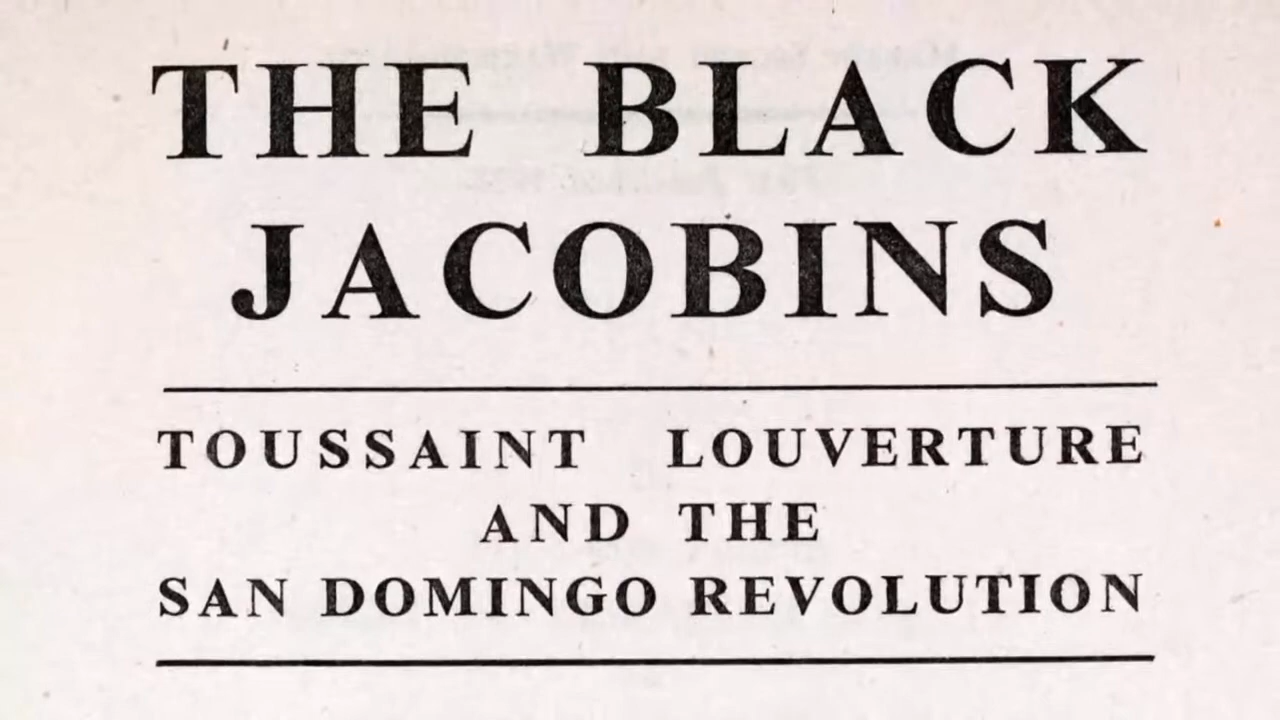 THE BLACK
JACOBINS
TOUSSAINT LOUVERTURE
AND THE
SAN DOMINGO REVOLUTION